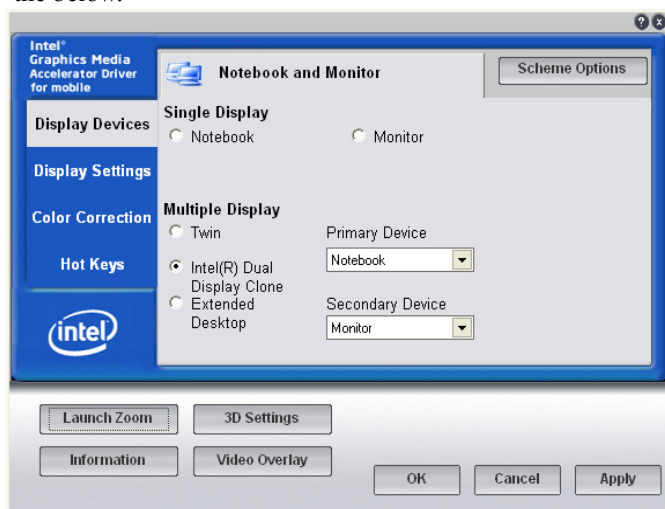 Intel®
Graphics Media
Accelerator Driver
for mobile
Notebook and Monitor
Scheme Options
Display Devices
Display Settings
Color Correction
Hot Keys
intel
Single Display
Notebook
Monitor
Multiple Display
Twin
Primary Device
Intel(R) Dual
Display Clone
Notebook
Extended
Desktop
Secondary Device
Monitor
Launch Zoom
3D Settings
Information
Video Overlay
OK
Cancel
Apply